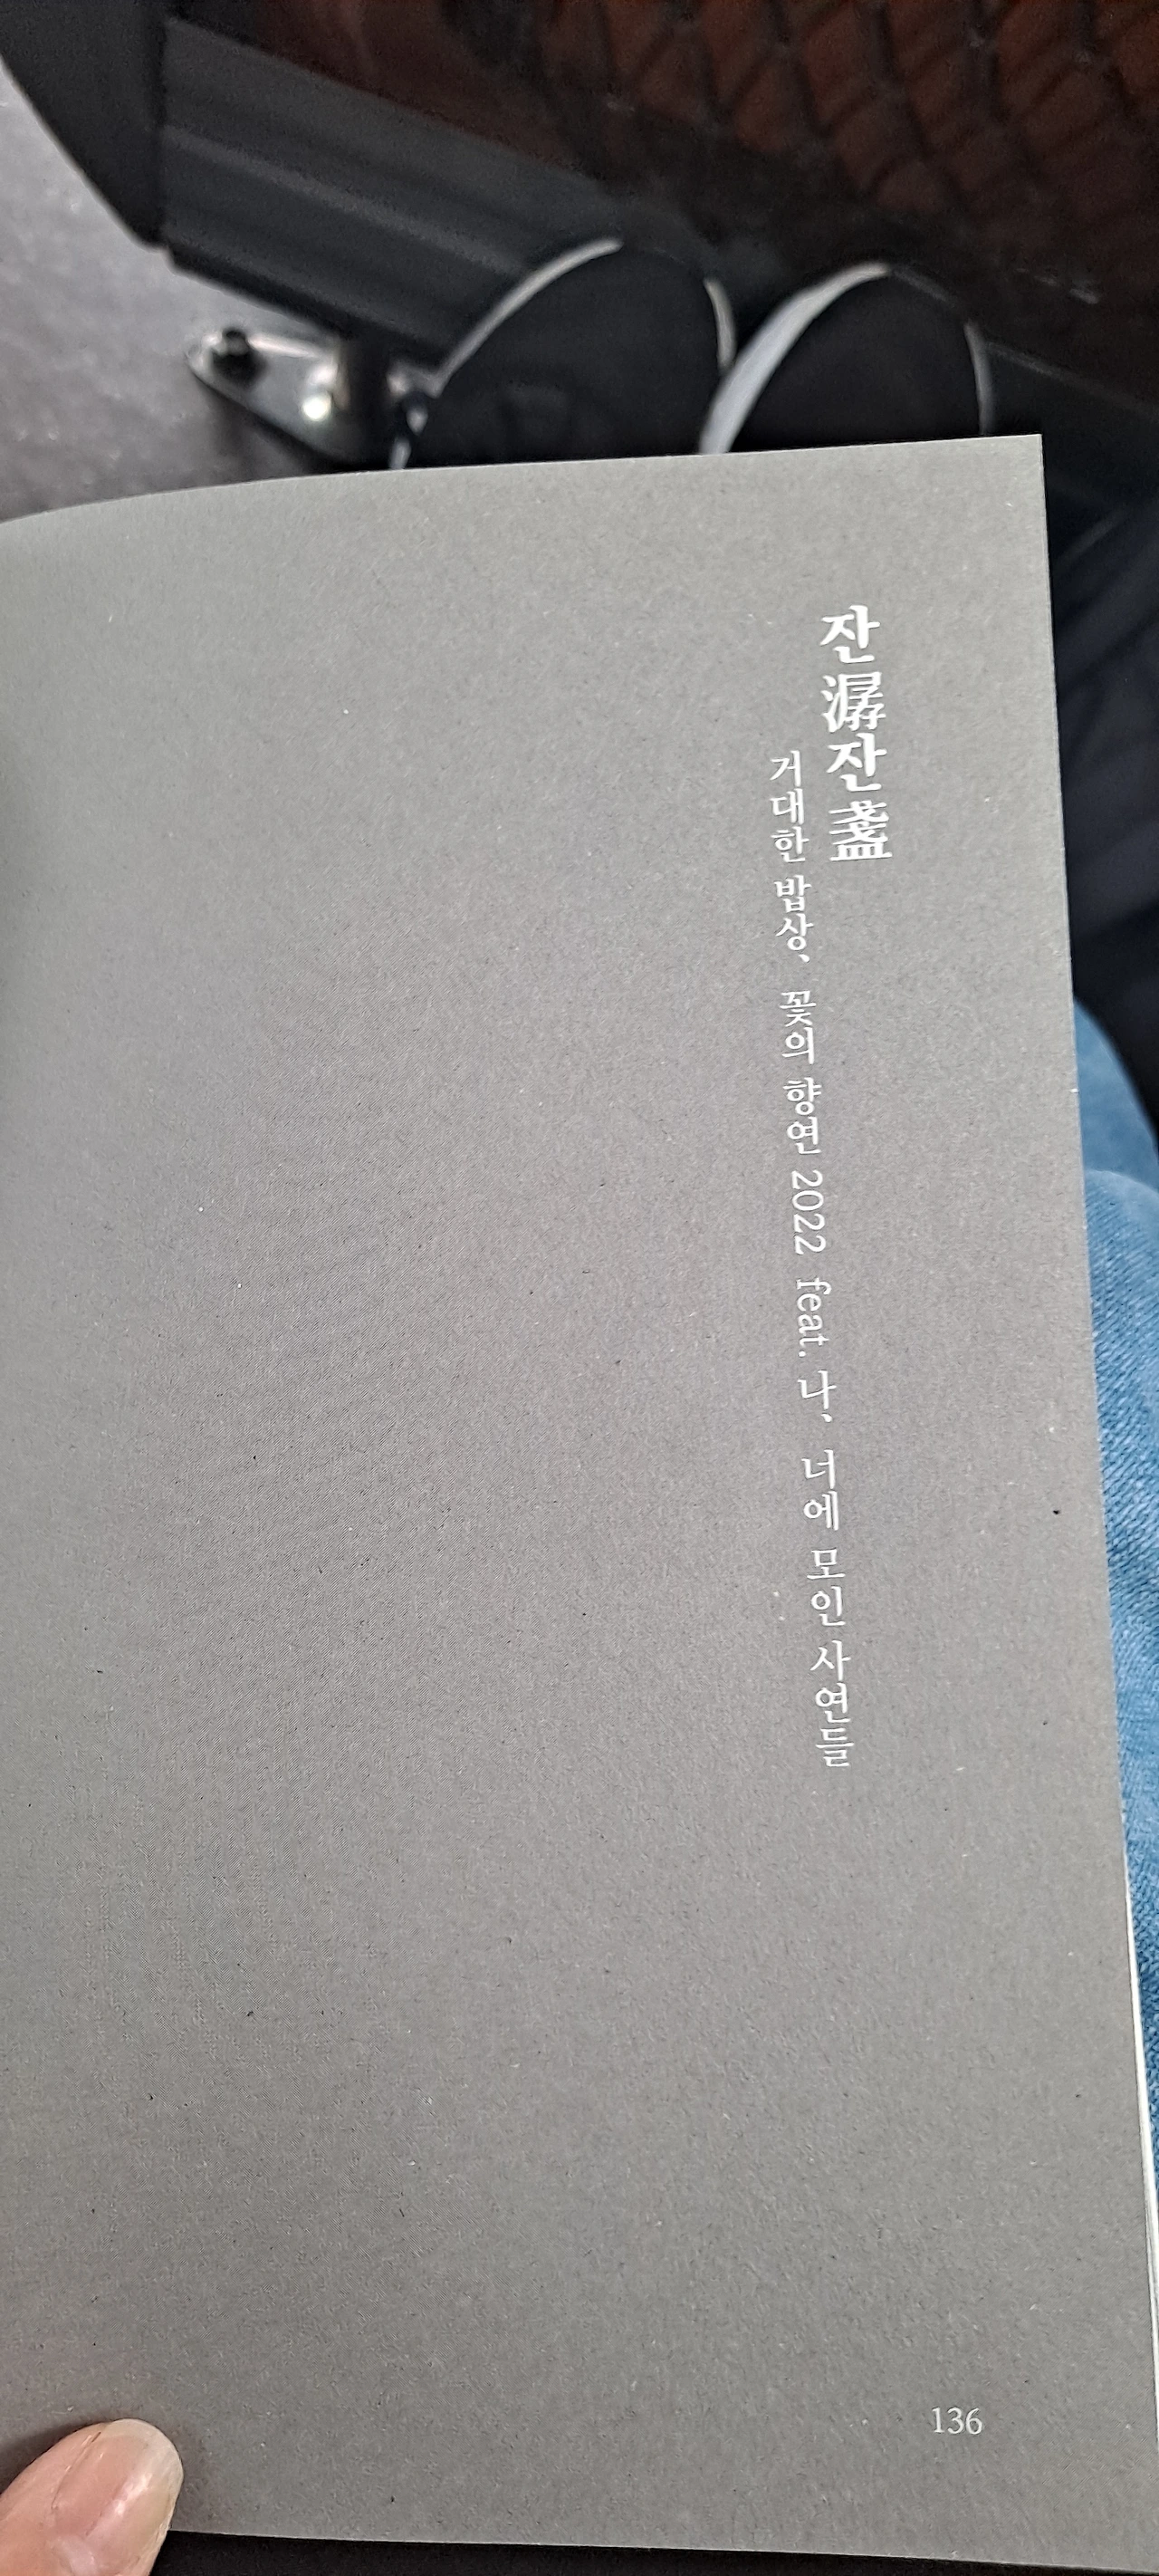 잔潺잔盞
거대한 밥상, 꽃의 향연 2022 feat. 나, 너에 모인 사연들
136